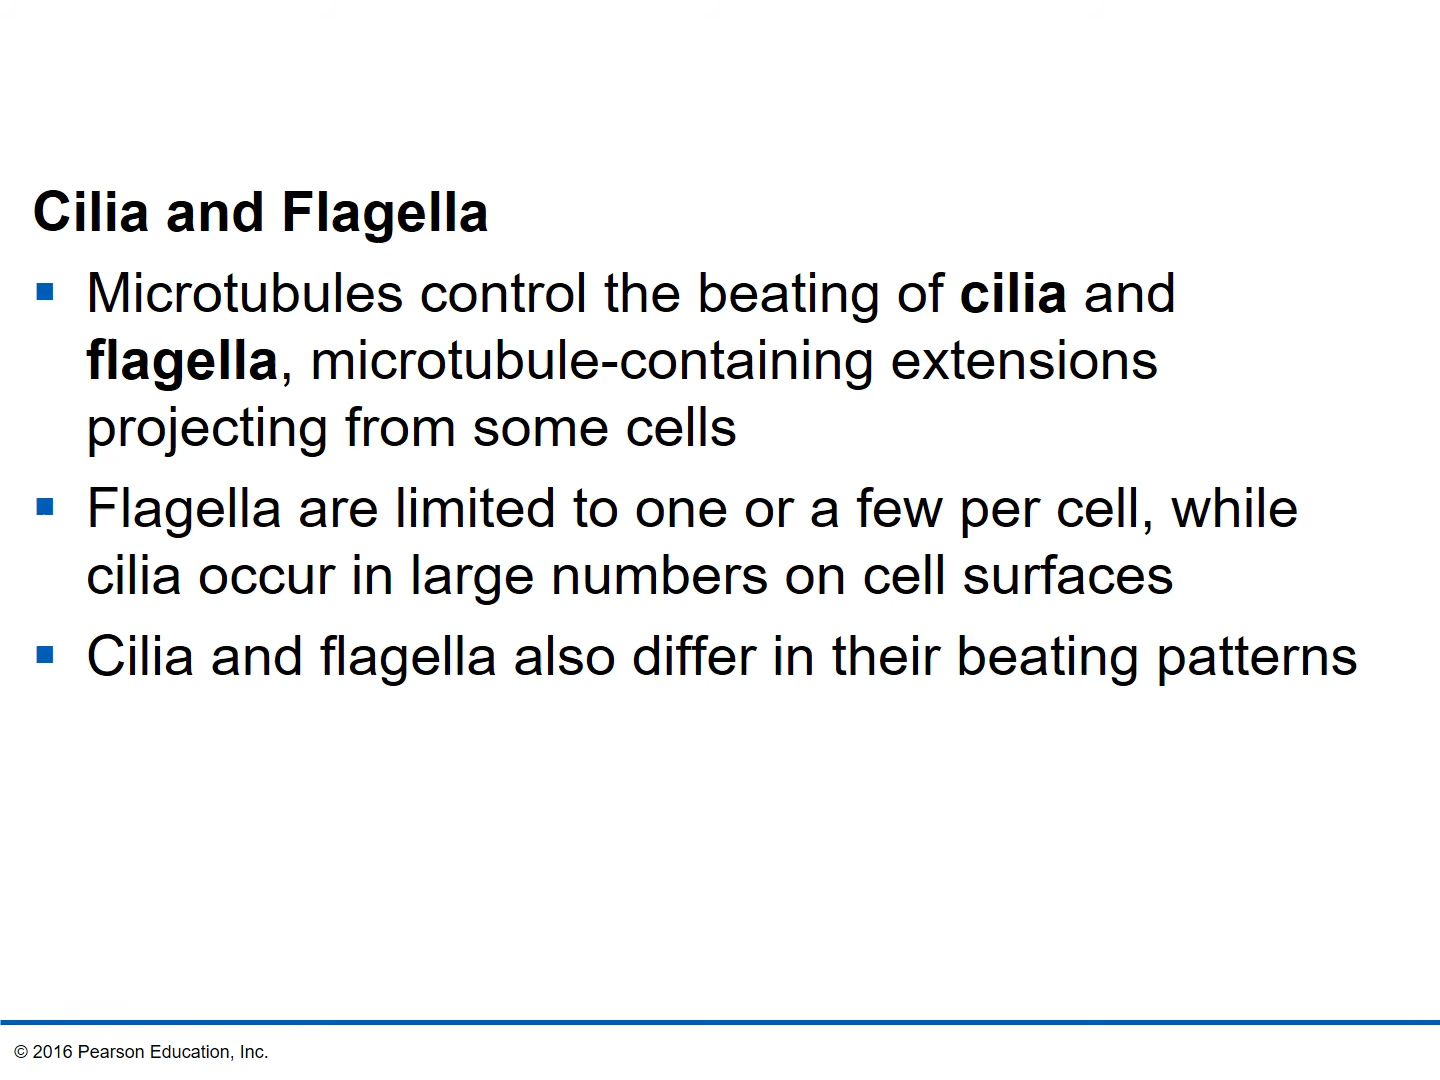 Cilia and Flagella
▪ Microtubules control the beating of cilia and
flagella, microtubule-containing extensions
projecting from some cells
▪ Flagella are limited to one or a few per cell, while
cilia occur in large numbers on cell surfaces
▪ Cilia and flagella also differ in their beating patterns
© 2016 Pearson Education, Inc.